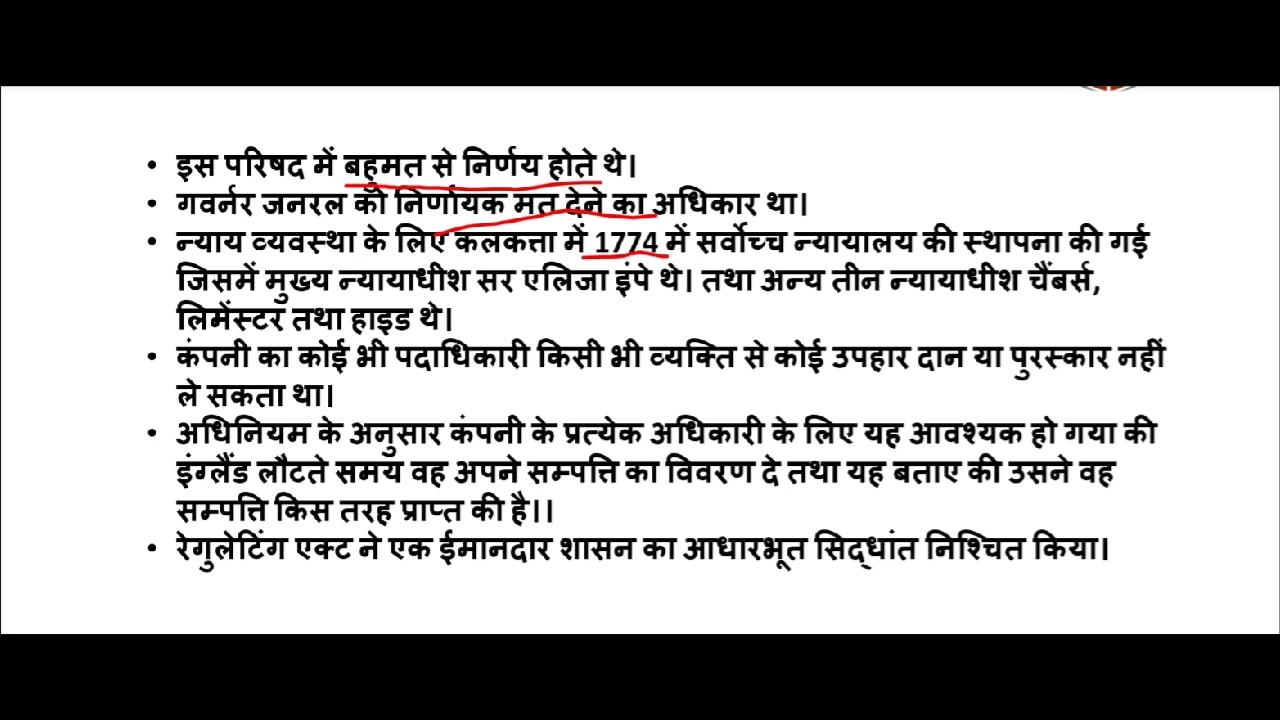 • इस परिषद में बहुमत से निर्णय होते थे।
• गवर्नर जनरल को निर्णायक मत देने का अधिकार था।
• न्याय व्यवस्था के लिए कलकत्ता में 1774 में सर्वोच्च न्यायालय की स्थापना की गई
जिसमें मुख्य न्यायाधीश सर एलिजा इंपे थे। तथा अन्य तीन न्यायाधीश चैंबर्स,
लिमेंस्टर तथा हाइड थे।
• कंपनी का कोई भी पदाधिकारी किसी भी व्यक्ति से कोई उपहार दान या पुरस्कार नहीं
ले सकता था।
• अधिनियम के अनुसार कंपनी के प्रत्येक अधिकारी के लिए यह आवश्यक हो गया की
इंग्लैंड लौटते समय वह अपने सम्पत्ति का विवरण दे तथा यह बताए की उसने वह
सम्पत्ति किस तरह प्राप्त की है।।
• रेगुलेटिंग एक्ट ने एक ईमानदार शासन का आधारभूत सिद्धांत निश्चित किया।